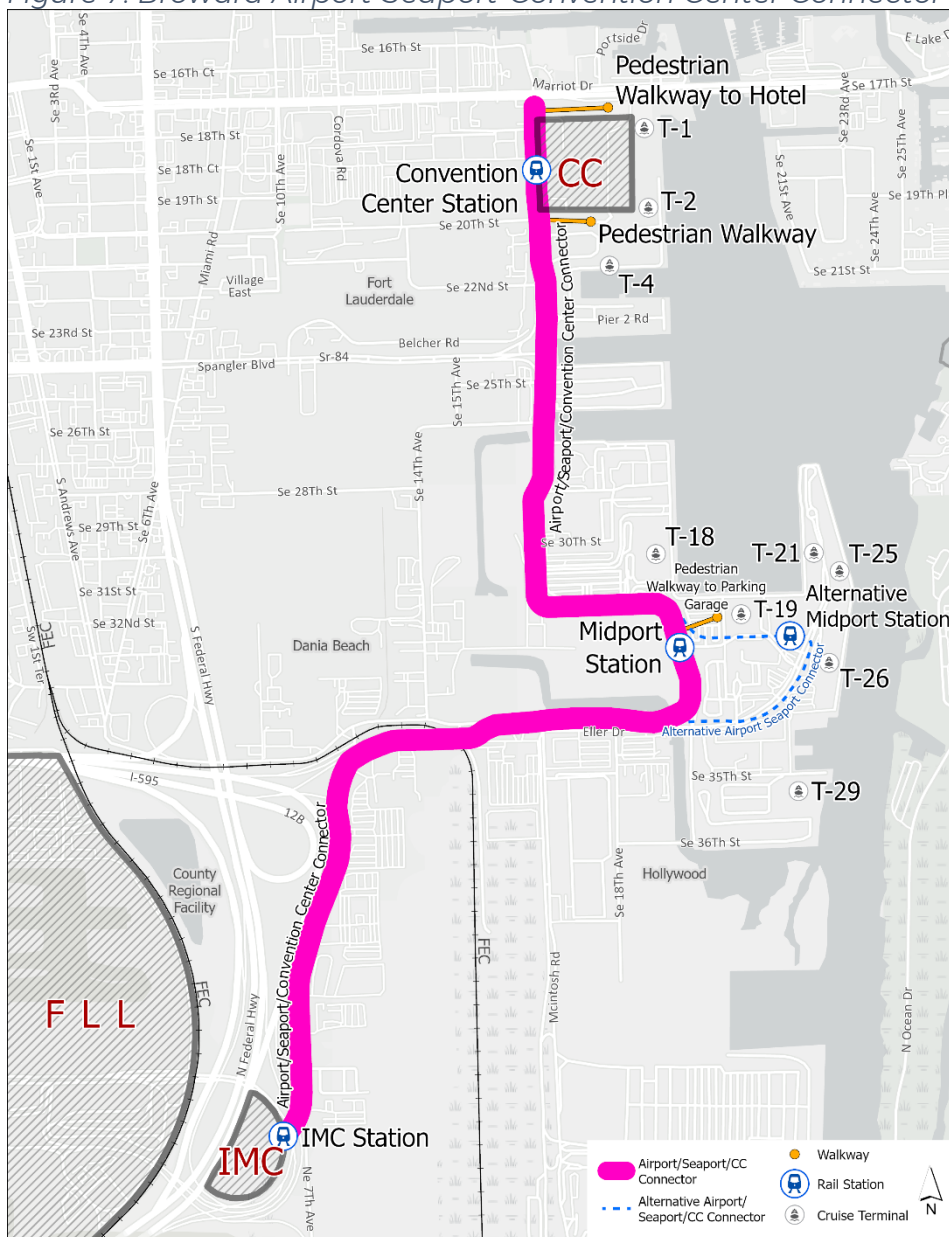 Figure 7: Broward Airport Seaport Convention Center Connector
Se 4Th Ave
Se 3Rd Ave
Se 16Th St
Portside Dr
E Lake D
Se 16Th Ct
Marriot Dr
Se 17Th St
Pedestrian
Walkway to Hotel
Se 23Rd Ave
Se 25Th Ave
T-1
Se 1St Ave
Se 18Th St
Cordova Rd
Se 18Th Ct
Se 19Th St
Se 10Th Ave
Convention
Center Station
CC
Se 21St Ave
Se 19Th Pl
Se 24Th Ave
T-2
Se 20Th St
Pedestrian Walkway
Miami Rd
Village
East
Fort
Lauderdale
Se 22Nd St
T-4
Se 21St St
Pier 2 Rd
Se 23Rd St
Belcher Rd
Sr-84
Spangler Blvd
Se 15Th Ave
Se 25Th St
Airport/Seaport/Convention Center Connector
Se 26Th St
Se 14Th Ave
S Andrews Ave
Se 6Th Ave
Se 28Th St
Se 29Th St
Se 30Th St
T-18
T-21
T-25
Pedestrian
Walkway to Parking
Garage
Se 31St St
T-19
Alternative
Midport Station
Se 32Nd St
FEC
Sw 1St Ter
S Federal Hwy
Dania Beach
Midport
Station
T-26
Alternative Airport Seaport Connector
Eller Dr
I-595
12B
Se 35Th St
T-29
Se 36Th St
Hollywood
County
Regional
Facility
Se 18Th Ave
Airport/Seaport/Convention Center Connector
FEC
FEC
Mcintosh Rd
FLL
N Federal Hwy
N Ocean Dr
IMC Station
IMC
Ne 7Th Ave
Airport/Seaport/CC
Connector
Alternative Airport/
Seaport/CC Connector
Walkway
Rail Station
Cruise Terminal
N